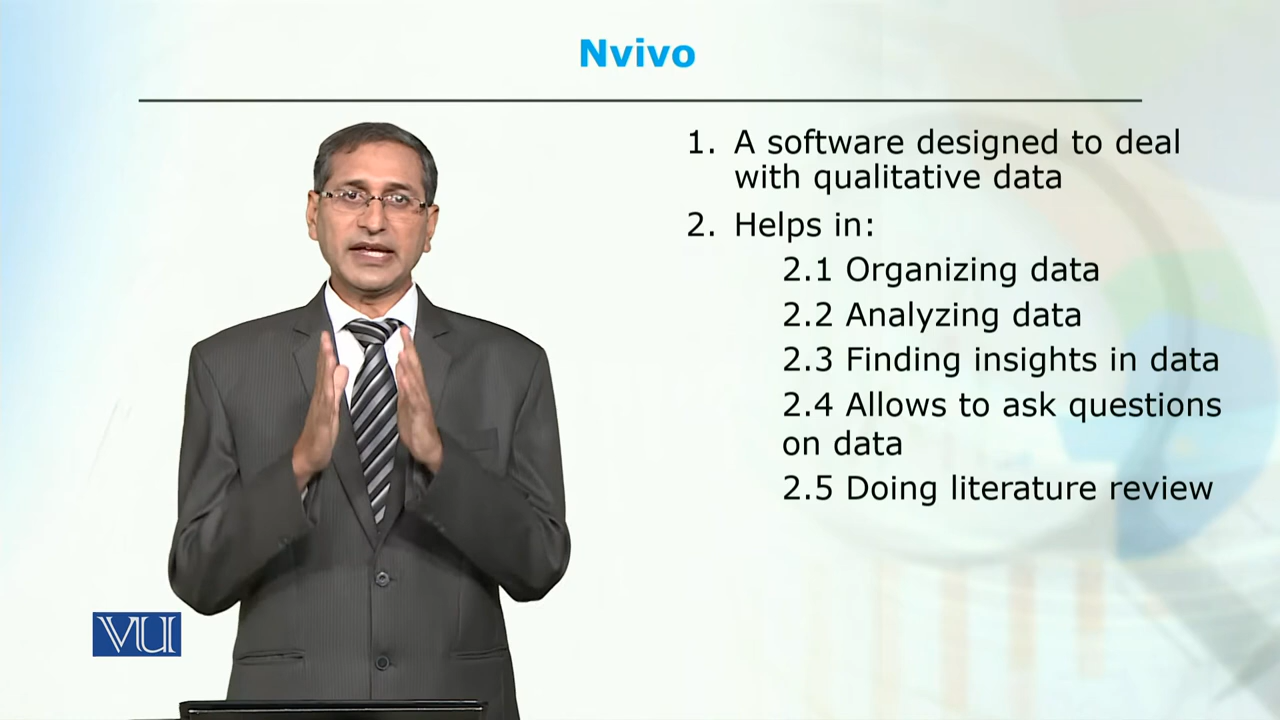 Nvivo
1. A software designed to deal
with qualitative data
2. Helps in:
2.1 Organizing data
2.2 Analyzing data
2.3 Finding insights in data
2.4 Allows to ask questions
on data
2.5 Doing literature review
VU